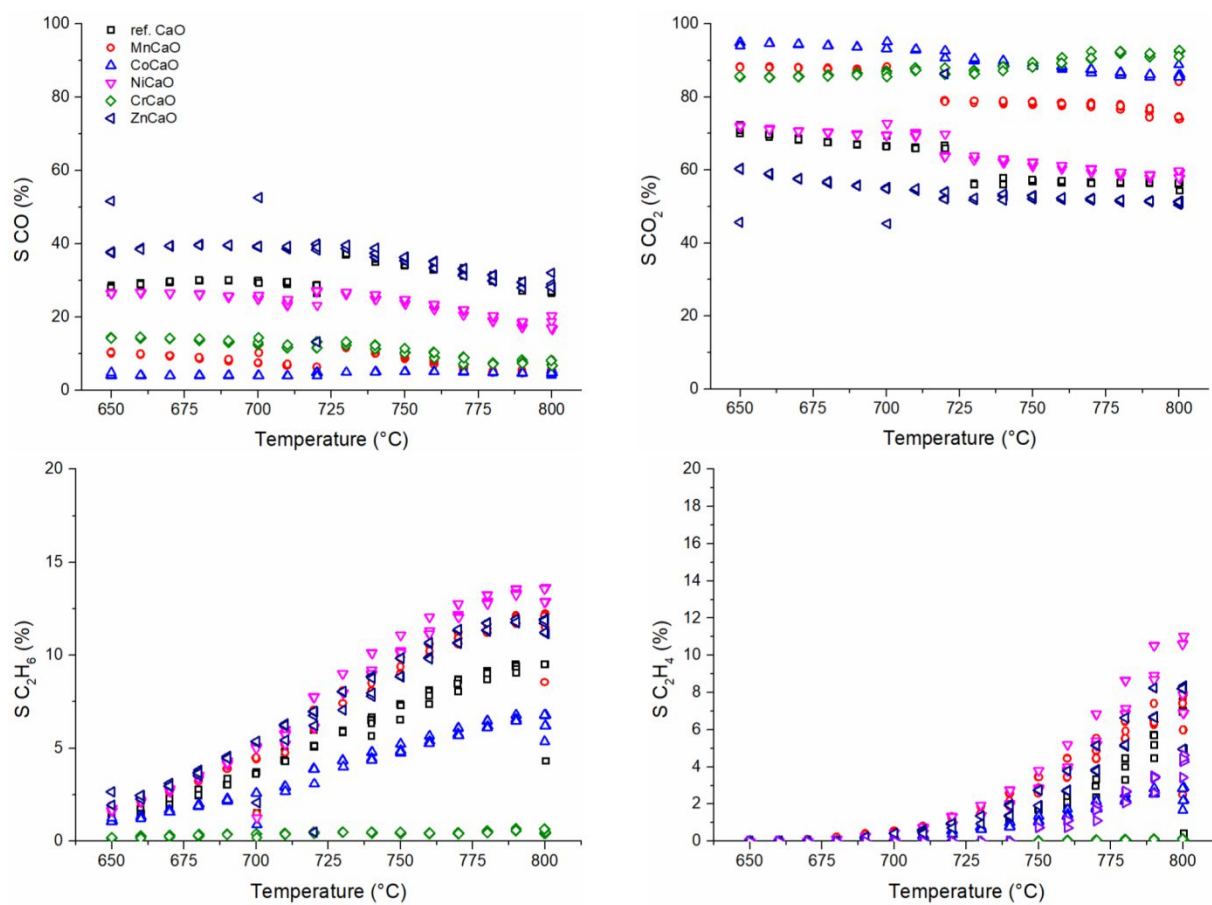 100
80
60
40
20
0
S CO (%)
ref. CaO
MnCaO
CoCaO
NiCaO
CrCaO
ZnCaO
650 675 700 725 750 775 800
Temperature (°C)
100
80
60
40
20
0
S CO₂ (%)
650 675 700 725 750 775 800
Temperature (°C)
20
15
10
5
0
S C₂H₆ (%)
650 675 700 725 750 775 800
Temperature (°C)
20
18
16
14
12
10
8
6
4
2
0
S C₂H₄ (%)
650 675 700 725 750 775 800
Temperature (°C)